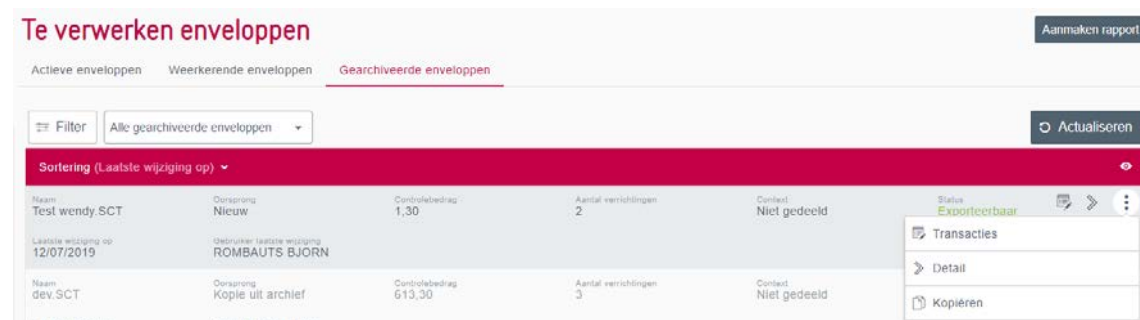 Te verwerken enveloppen
Aanmaken rapport
Actieve enveloppen Weerkerende enveloppen Gearchiveerde enveloppen
Filter Alle gearchiveerde enveloppen Actualiseren
Sortering (Laatste wijziging op)
Naam Oorsprong Controlebedrag Aantal verrichtingen Context Status
Test wendy.SCT Nieuw 1,30 2 Niet gedeeld Exporteerbaar
Laatste wijziging op Gebruiker laatste wijziging
12/07/2019 ROMBAUTS BJORN
Transacties
Detail
Naam Oorsprong Controlebedrag Aantal verrichtingen Context
dev.SCT Kopie uit archief 613,30 3 Niet gedeeld
Kopiëren